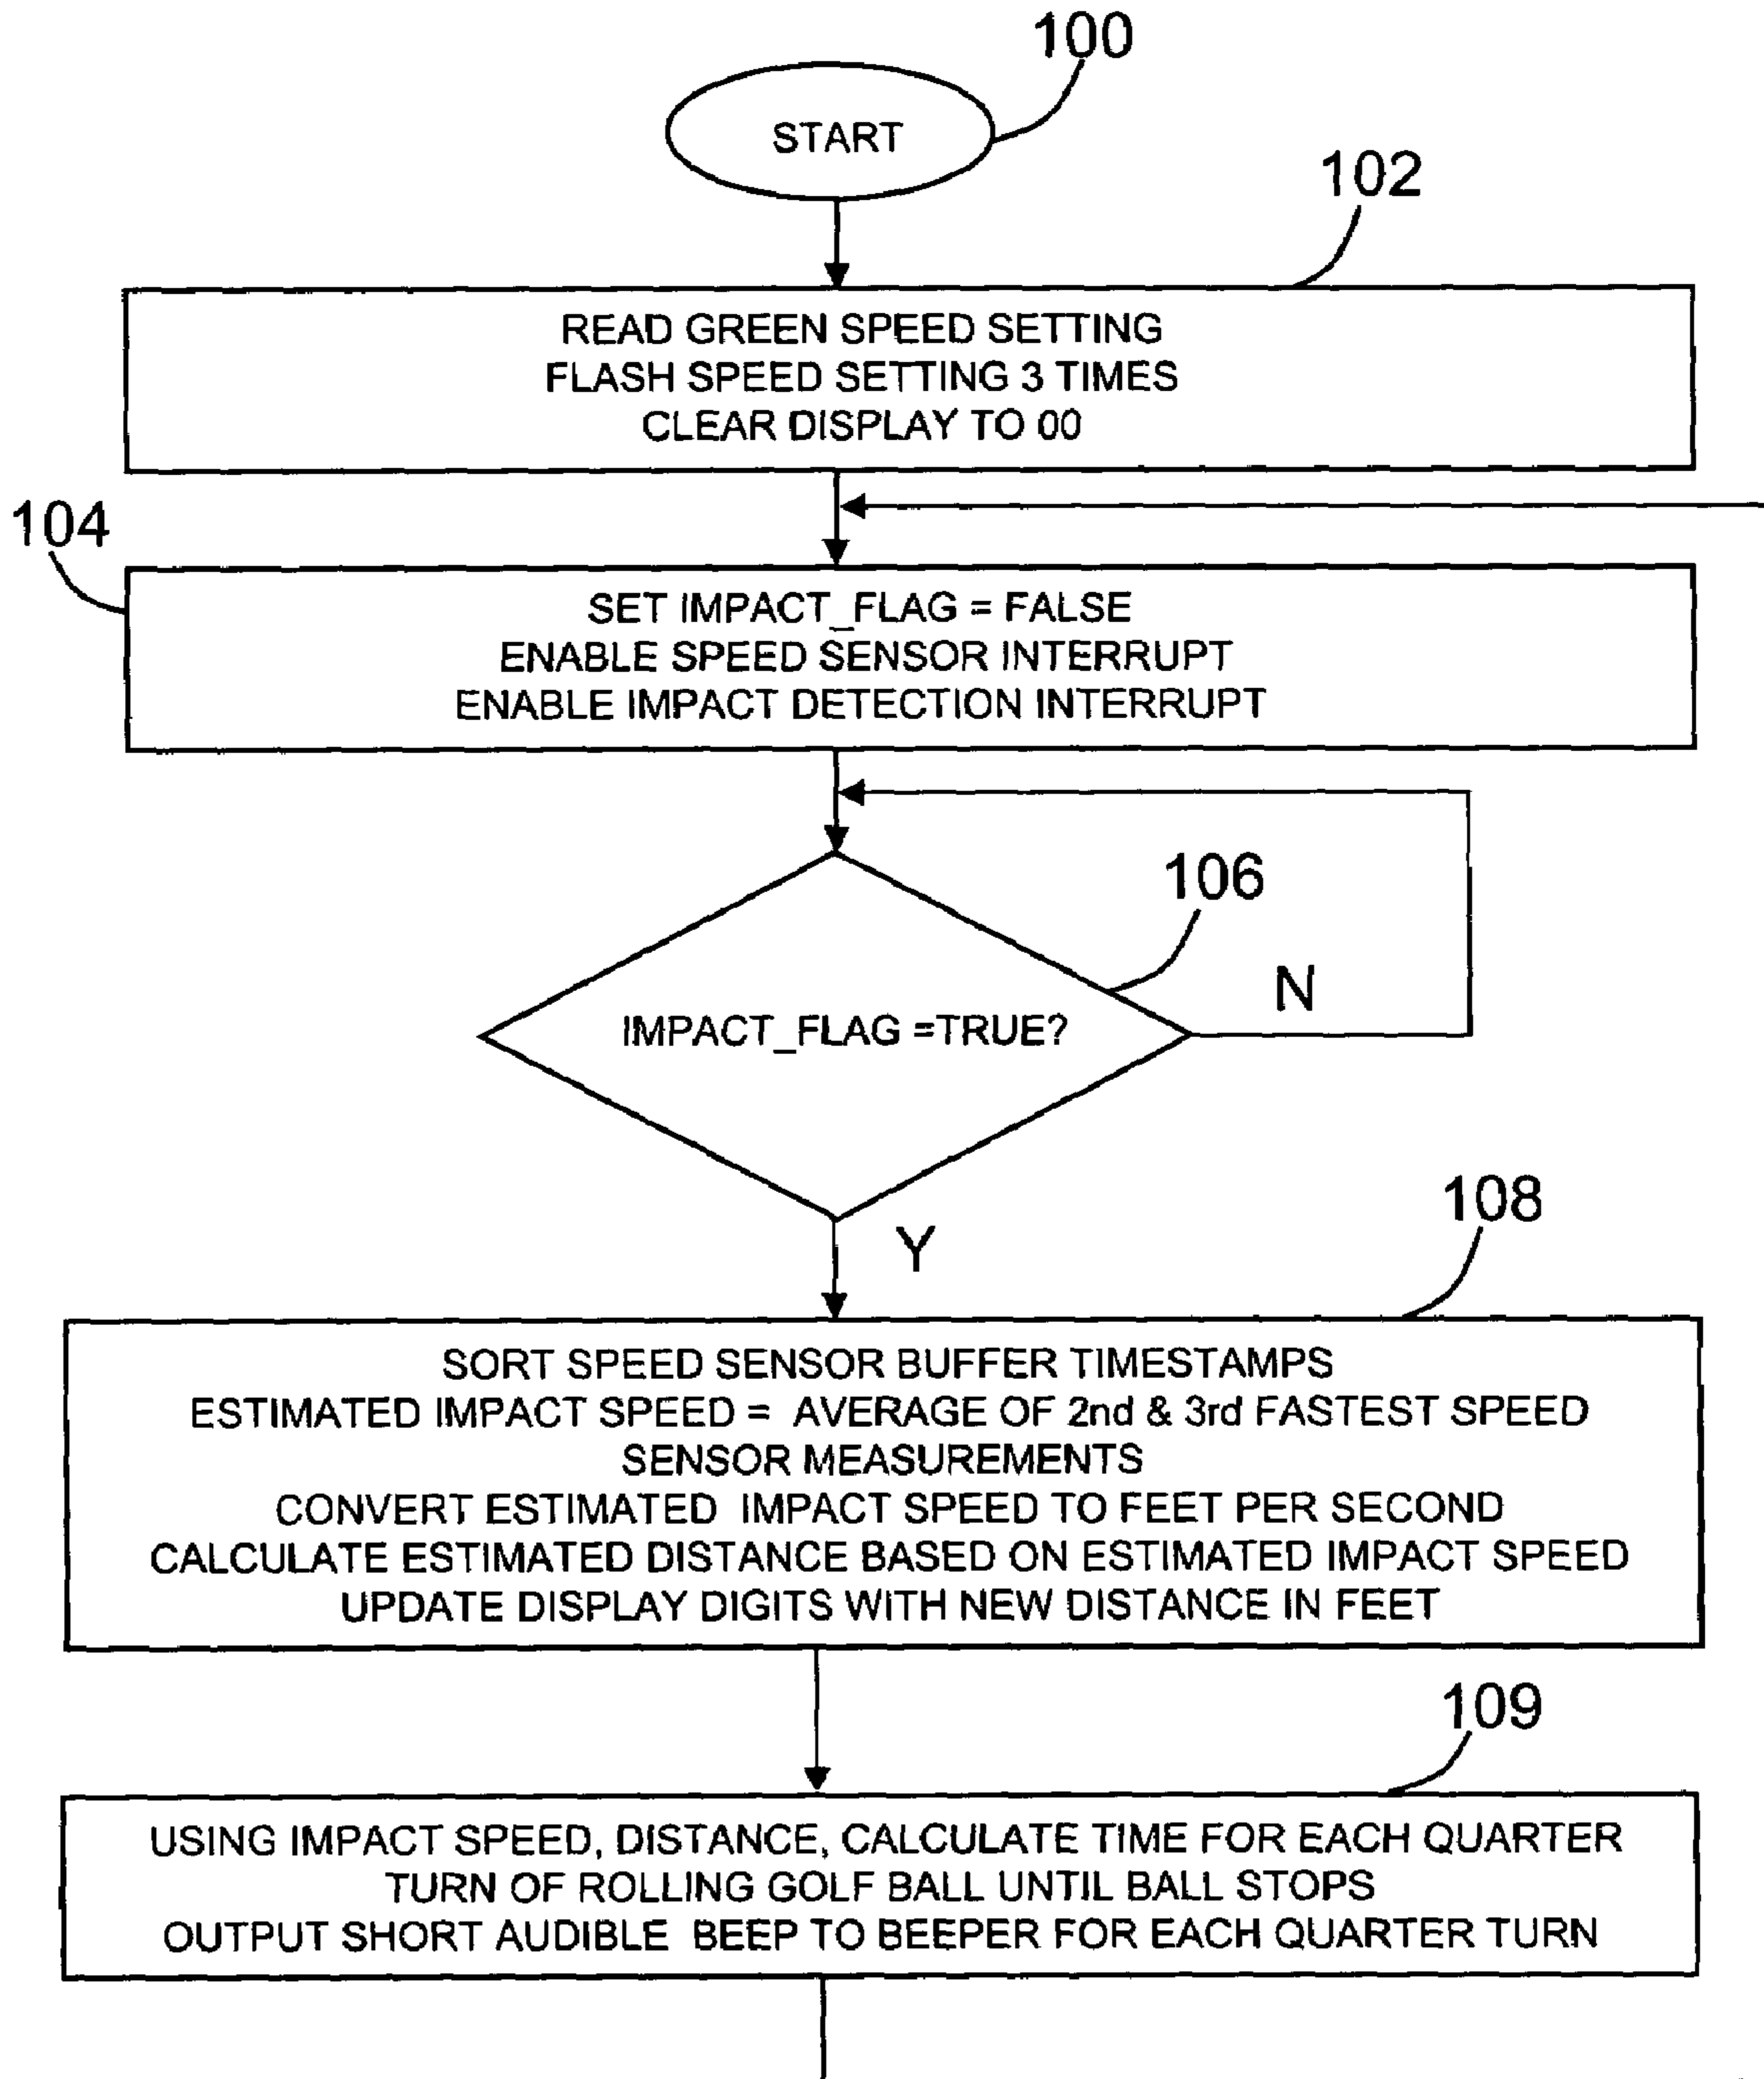 100
START
102
READ GREEN SPEED SETTING
FLASH SPEED SETTING 3 TIMES
CLEAR DISPLAY TO 00
104
SET IMPACT_FLAG = FALSE
ENABLE SPEED SENSOR INTERRUPT
ENABLE IMPACT DETECTION INTERRUPT
106
IMPACT_FLAG =TRUE?
N
Y
108
SORT SPEED SENSOR BUFFER TIMESTAMPS
ESTIMATED IMPACT SPEED = AVERAGE OF 2nd & 3rd FASTEST SPEED
SENSOR MEASUREMENTS
CONVERT ESTIMATED IMPACT SPEED TO FEET PER SECOND
CALCULATE ESTIMATED DISTANCE BASED ON ESTIMATED IMPACT SPEED
UPDATE DISPLAY DIGITS WITH NEW DISTANCE IN FEET
109
USING IMPACT SPEED, DISTANCE, CALCULATE TIME FOR EACH QUARTER
TURN OF ROLLING GOLF BALL UNTIL BALL STOPS
OUTPUT SHORT AUDIBLE BEEP TO BEEPER FOR EACH QUARTER TURN